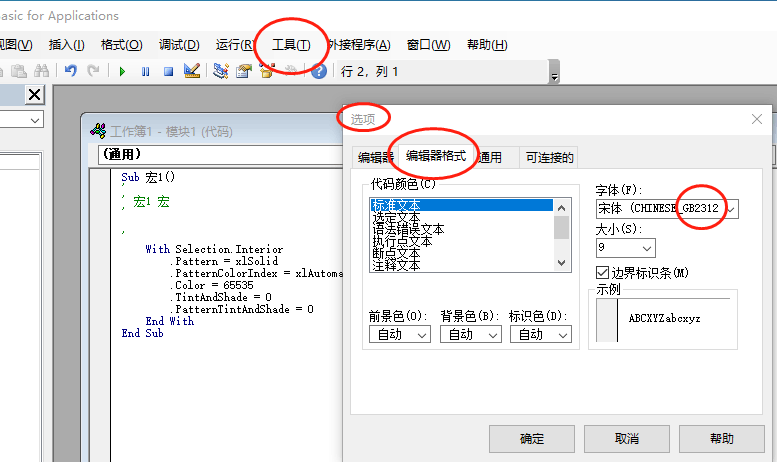 asic for Applications
视图(V) 插入(I) 格式(O) 调试(D) 运行(R) 工具(T) 外接程序(A) 窗口(W) 帮助(H)
行 2, 列 1
工作簿1 - 模块1 (代码)
(通用)
Sub 宏1()
'
' 宏1 宏
'
'
With Selection.Interior
.Pattern = xlSolid
.PatternColorIndex = xlAutoma
.Color = 65535
.TintAndShade = 0
.PatternTintAndShade = 0
End With
End Sub
选项
编辑器 编辑器格式 通用 可连接的
代码颜色(C)
标准文本
选定文本
语法错误文本
执行点文本
断点文本
注释文本
前景色(O): 背景色(B): 标识色(D):
自动 自动 自动
字体(F):
宋体 (CHINESE_GB2312
大小(S):
9
边界标识条(M)
示例
ABCXYZabcxyz
确定 取消 帮助